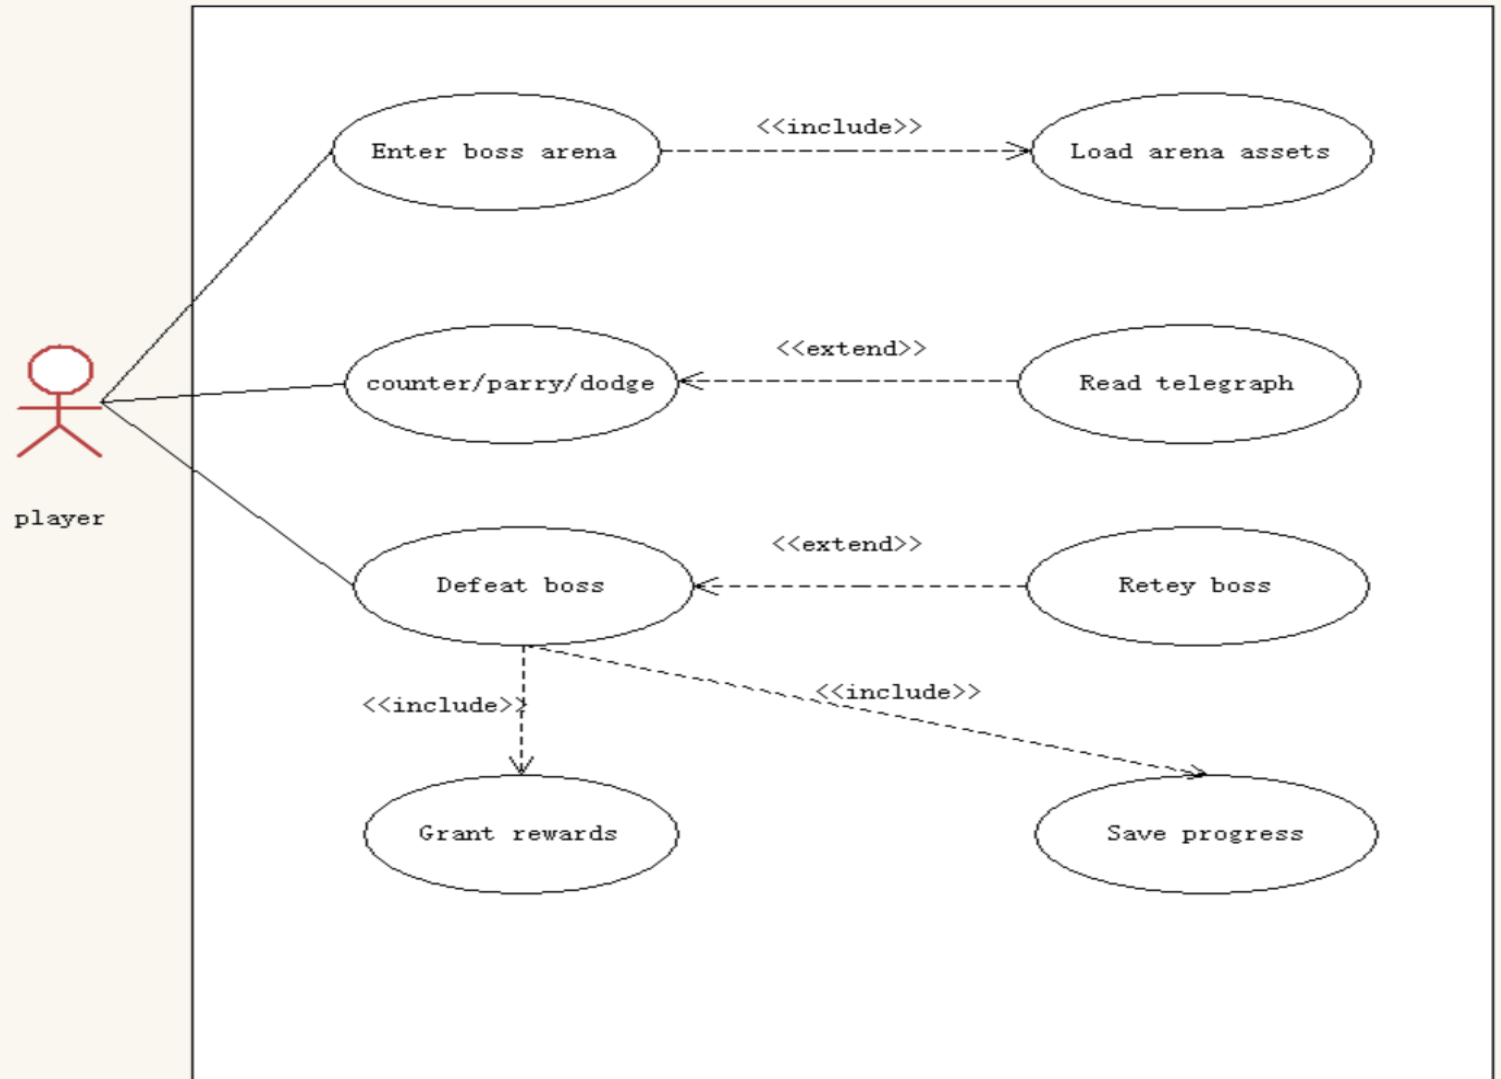 <<include>>
Enter boss arena
Load arena assets
<<extend>>
counter/parry/dodge
Read telegraph
player
<<extend>>
Defeat boss
Retey boss
<<include>>
<<include>>
Grant rewards
Save progress